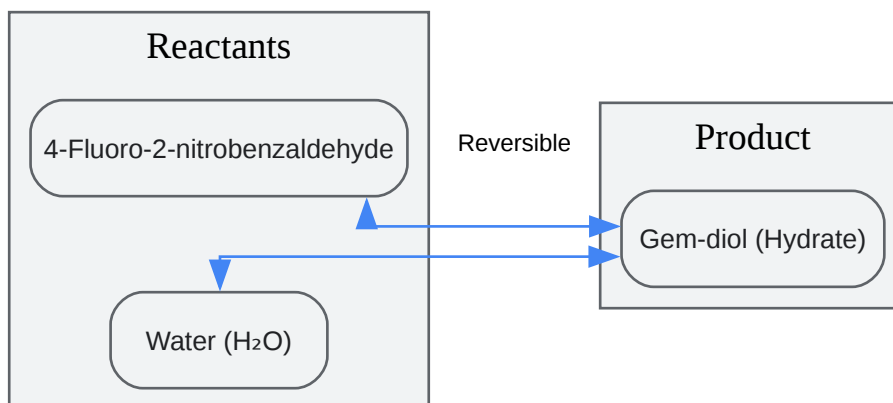 Reactants
4-Fluoro-2-nitrobenzaldehyde
Reversible
Product
Gem-diol (Hydrate)
Water (H₂O)